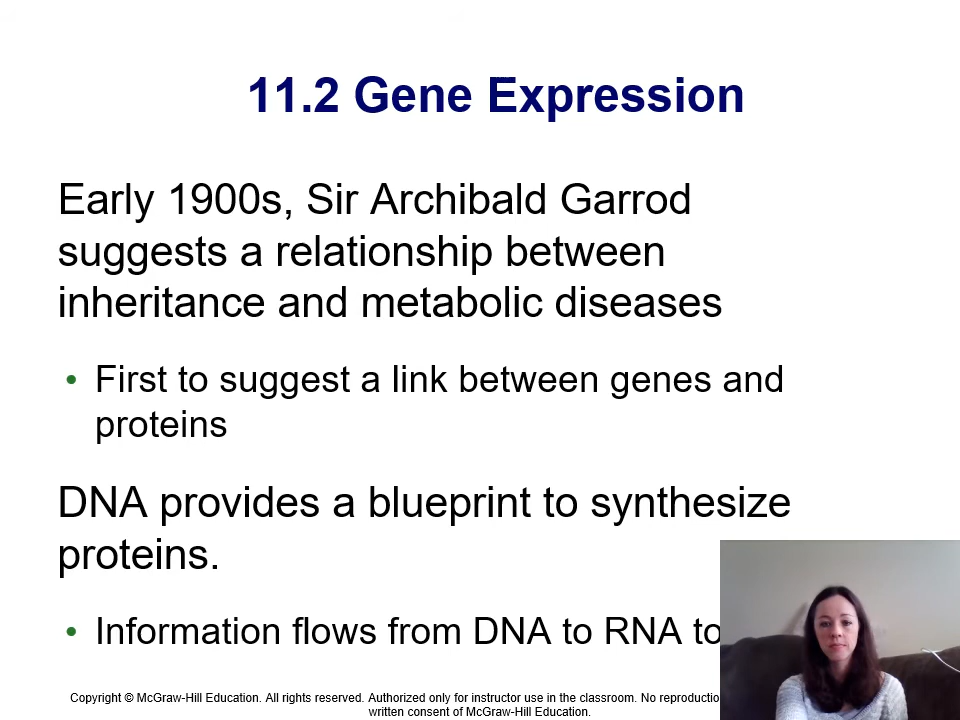 11.2 Gene Expression
Early 1900s, Sir Archibald Garrod
suggests a relationship between
inheritance and metabolic diseases
• First to suggest a link between genes and
proteins
DNA provides a blueprint to synthesize
proteins.
• Information flows from DNA to RNA to
Copyright © McGraw-Hill Education. All rights reserved. Authorized only for instructor use in the classroom. No
written consent of McGraw-Hill Education.